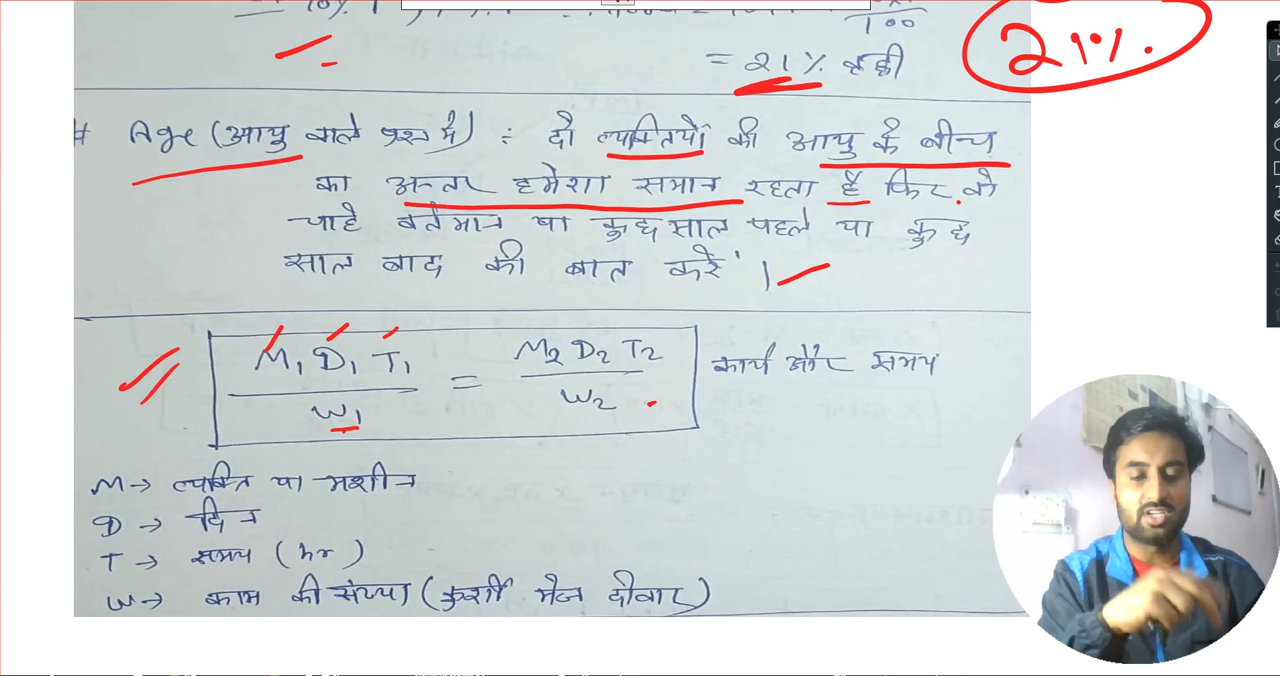 100
= 21% वृद्धी
21%.
# Age (आयु वाले प्रश्न में) : दो व्यक्तियों की आयु के बीच
का अन्तर हमेशा समान रहता है फिर वो
चाहे वर्तमान या कुछ साल पहले या कुछ
साल बाद की बात करें ।
M₁ D₁ T₁ / W₁ = M₂ D₂ T₂ / W₂ कार्य और समय
M → व्यक्ति या मशीन
D → दिन
T → समय (hr)
W → काम की संख्या (कुर्शी मेज दीवार)